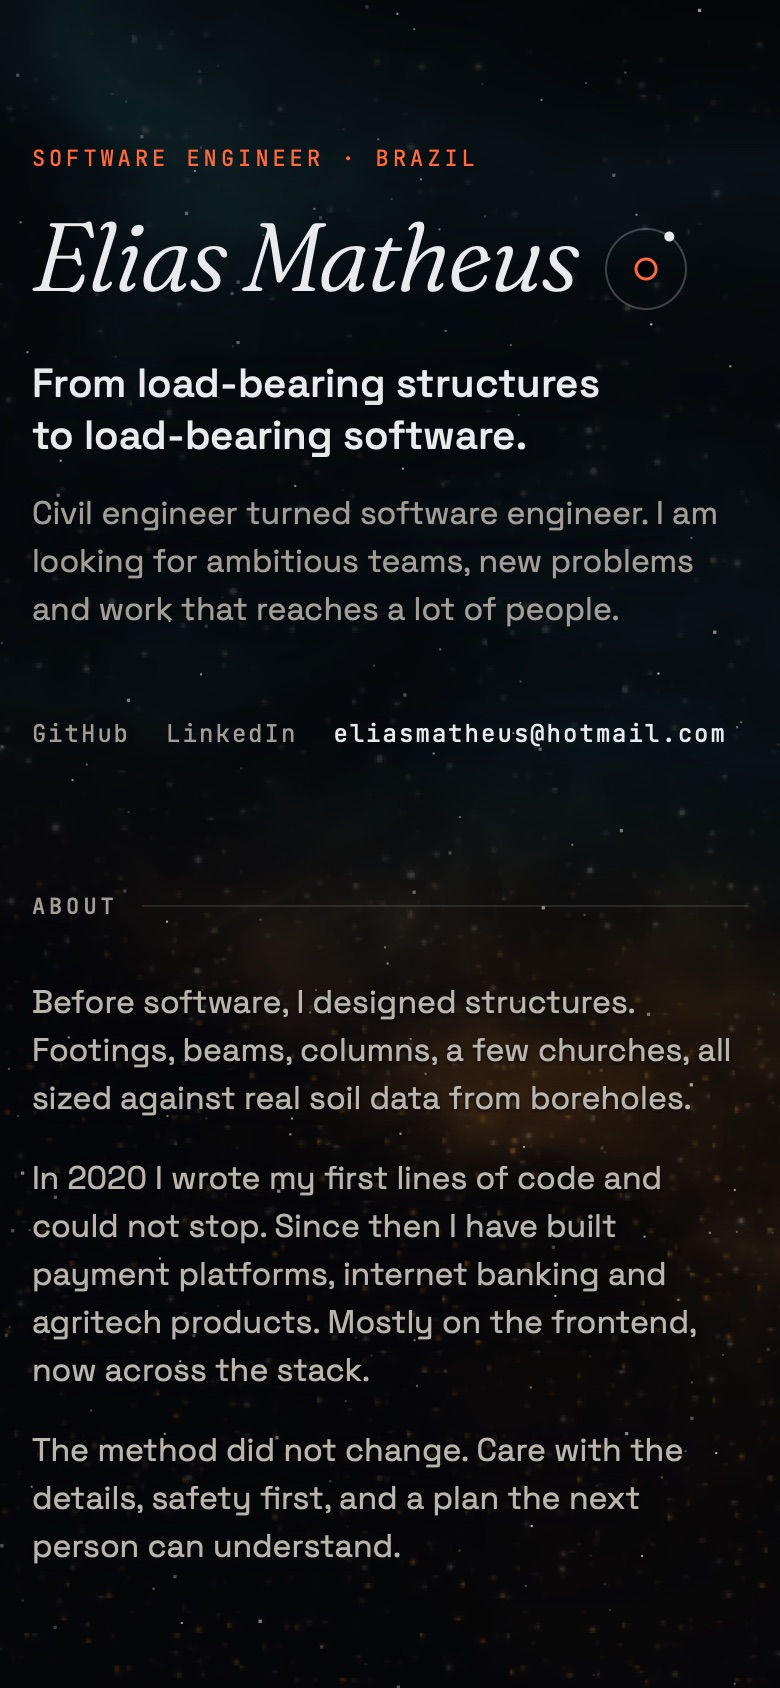 SOFTWARE ENGINEER · BRAZIL
Elias Matheus
From load-bearing structures
to load-bearing software.
Civil engineer turned software engineer. I am
looking for ambitious teams, new problems
and work that reaches a lot of people.
GitHub LinkedIn eliasmatheus@hotmail.com
ABOUT
Before software, I designed structures.
Footings, beams, columns, a few churches, all
sized against real soil data from boreholes.
In 2020 I wrote my first lines of code and
could not stop. Since then I have built
payment platforms, internet banking and
agritech products. Mostly on the frontend,
now across the stack.
The method did not change. Care with the
details, safety first, and a plan the next
person can understand.